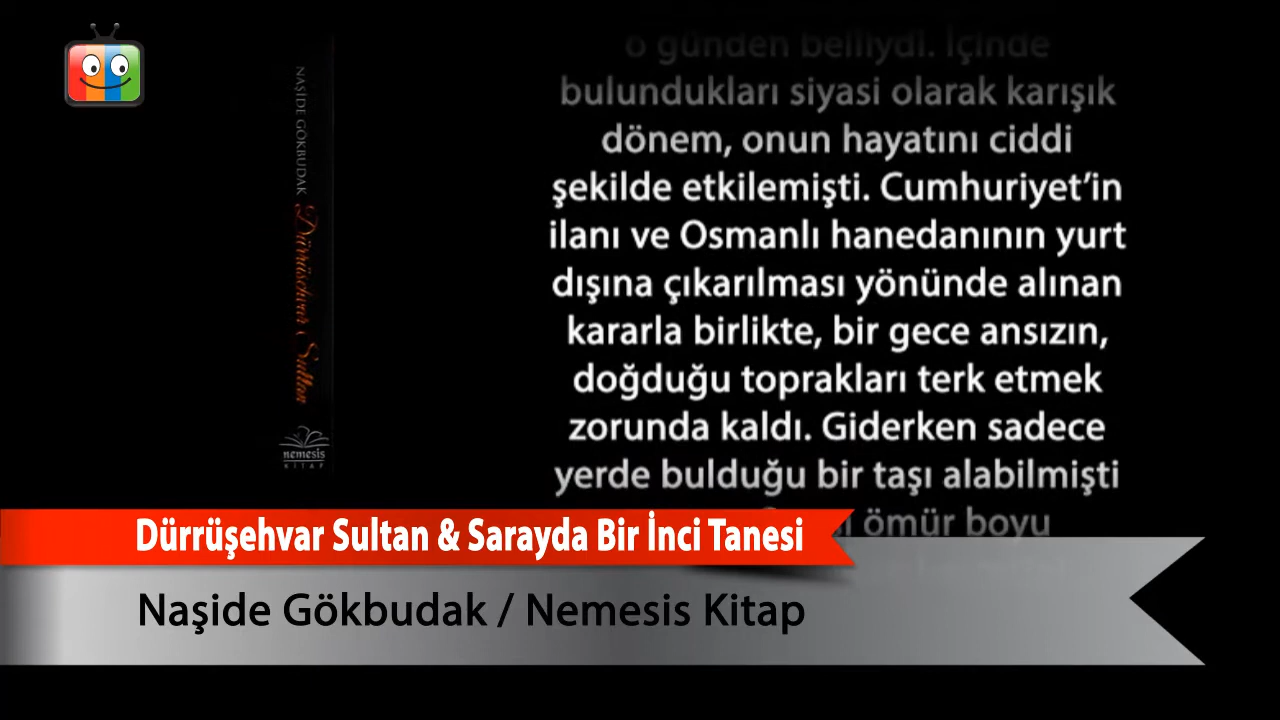 NAŞİDE GÖKBUDAK Dürrüşehvar Sultan
nemesis
KİTAP
o günden belliydi. İçinde
bulundukları siyasi olarak karışık
dönem, onun hayatını ciddi
şekilde etkilemişti. Cumhuriyet’in
ilanı ve Osmanlı hanedanının yurt
dışına çıkarılması yönünde alınan
kararla birlikte, bir gece ansızın,
doğduğu toprakları terk etmek
zorunda kaldı. Giderken sadece
yerde bulduğu bir taşı alabilmişti
ömür boyu
Dürrüşehvar Sultan & Sarayda Bir İnci Tanesi
Naşide Gökbudak / Nemesis Kitap